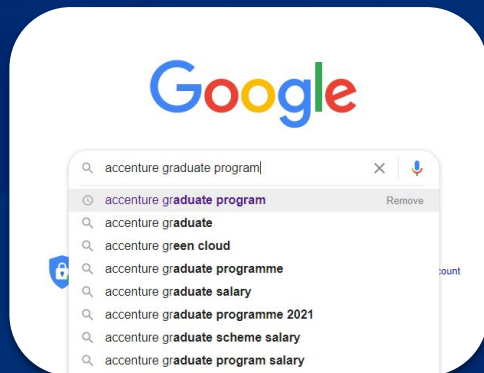 Google
accenture graduate program
accenture graduate program Remove
accenture graduate
accenture green cloud
accenture graduate programme
count
accenture graduate salary
accenture graduate programme 2021
accenture graduate scheme salary
accenture graduate program salary